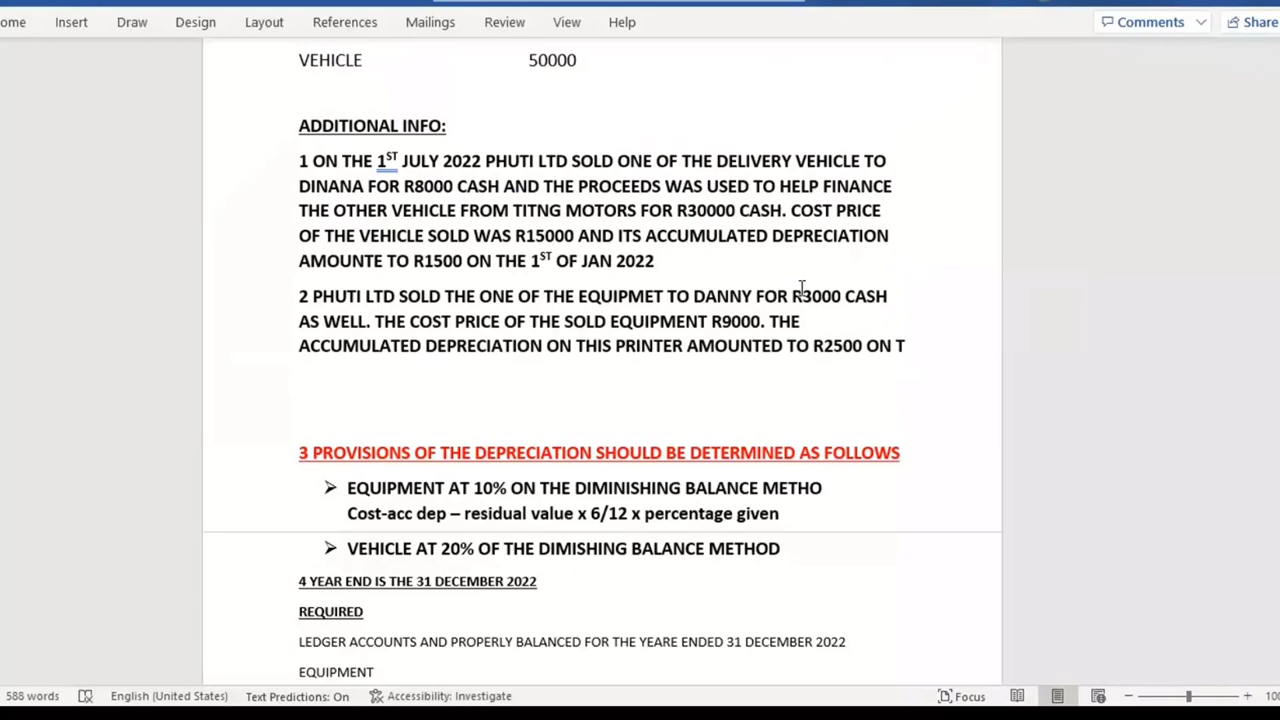 ome Insert Draw Design Layout References Mailings Review View Help Comments Share
VEHICLE 50000
ADDITIONAL INFO:
1 ON THE 1ST JULY 2022 PHUTI LTD SOLD ONE OF THE DELIVERY VEHICLE TO
DINANA FOR R8000 CASH AND THE PROCEEDS WAS USED TO HELP FINANCE
THE OTHER VEHICLE FROM TITNG MOTORS FOR R30000 CASH. COST PRICE
OF THE VEHICLE SOLD WAS R15000 AND ITS ACCUMULATED DEPRECIATION
AMOUNTE TO R1500 ON THE 1ST OF JAN 2022
2 PHUTI LTD SOLD THE ONE OF THE EQUIPMET TO DANNY FOR R3000 CASH
AS WELL. THE COST PRICE OF THE SOLD EQUIPMENT R9000. THE
ACCUMULATED DEPRECIATION ON THIS PRINTER AMOUNTED TO R2500 ON T
3 PROVISIONS OF THE DEPRECIATION SHOULD BE DETERMINED AS FOLLOWS
➢ EQUIPMENT AT 10% ON THE DIMINISHING BALANCE METHO
Cost-acc dep – residual value x 6/12 x percentage given
➢ VEHICLE AT 20% OF THE DIMISHING BALANCE METHOD
4 YEAR END IS THE 31 DECEMBER 2022
REQUIRED
LEDGER ACCOUNTS AND PROPERLY BALANCED FOR THE YEARE ENDED 31 DECEMBER 2022
EQUIPMENT
588 words English (United States) Text Predictions: On Accessibility: Investigate Focus 100